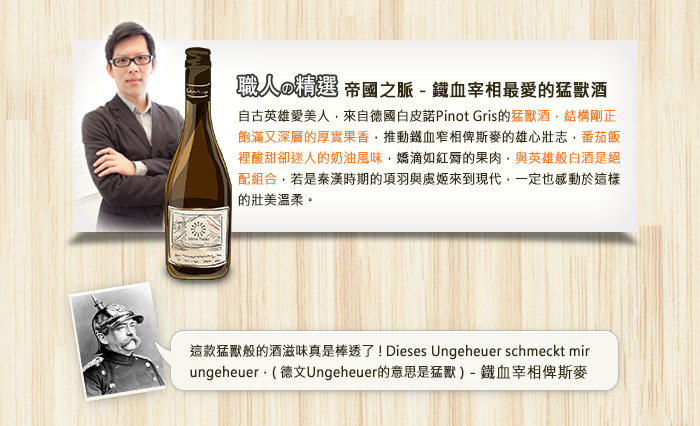 職人の精選 帝國之脈 - 鐵血宰相最愛的猛獸酒
自古英雄愛美人，來自德國白皮諾Pinot Gris的猛獸酒，結構剛正
飽滿又深層的厚實果香，推動鐵血窄相俾斯麥的雄心壯志，番茄飯
裡酸甜卻迷人的奶油風味，嬌滴如紅唇的果肉，與英雄般白酒是絕
配組合，若是秦漢時期的項羽與虞姬來到現代，一定也感動於這樣
的壯美溫柔。
這款猛獸般的酒滋味真是棒透了 ! Dieses Ungeheuer schmeckt mir
ungeheuer，( 德文Ungeheuer的意思是猛獸 ) - 鐵血宰相俾斯麥